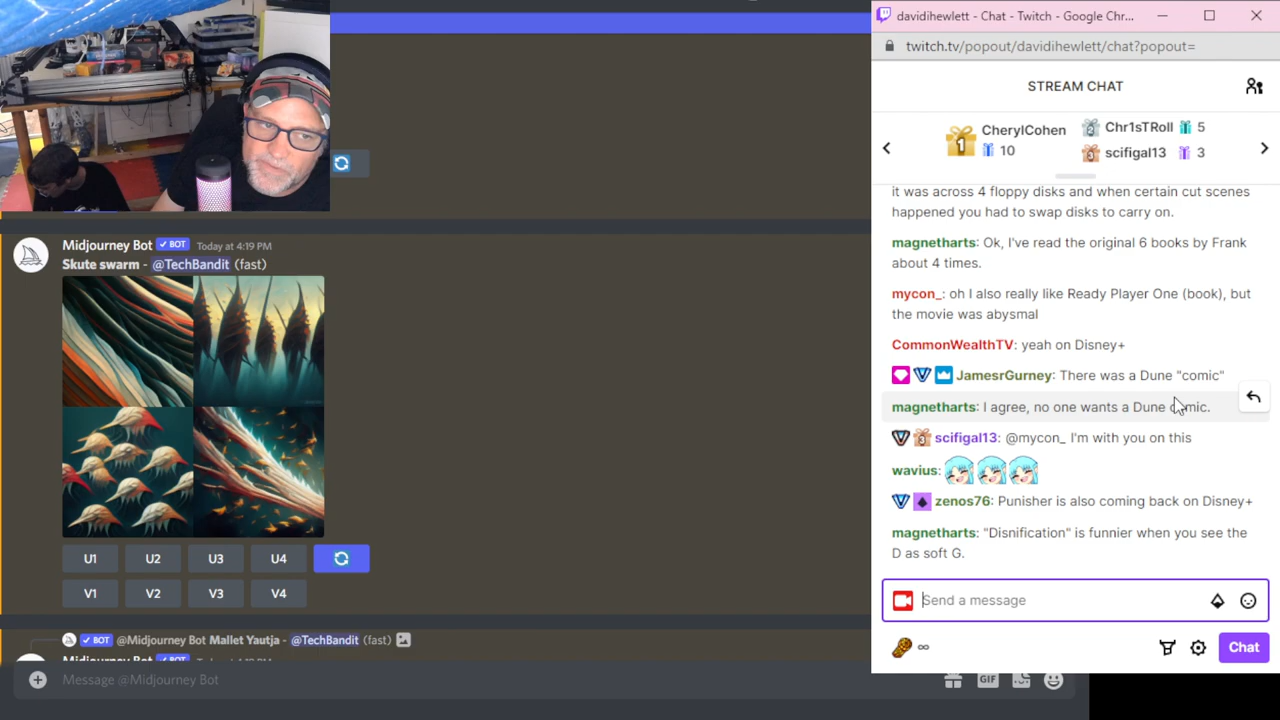 davidihewlett - Chat - Twitch - Google Chr...
twitch.tv/popout/davidihewlett/chat?popout=
STREAM CHAT
1 CherylCohen 10
2 Chr1sTRoll 5
3 scifigal13 3
it was across 4 floppy disks and when certain cut scenes
happened you had to swap disks to carry on.
magnetharts: Ok, I've read the original 6 books by Frank
about 4 times.
mycon_: oh I also really like Ready Player One (book), but
the movie was abysmal
CommonWealthTV: yeah on Disney+
JamesrGurney: There was a Dune "comic"
magnetharts: I agree, no one wants a Dune comic.
scifigal13: @mycon_ I'm with you on this
wavius:
zenos76: Punisher is also coming back on Disney+
magnetharts: "Disnification" is funnier when you see the
D as soft G.
Send a message
∞
Chat
Midjourney Bot ✓ BOT Today at 4:19 PM
Skute swarm - @TechBandit (fast)
U1 U2 U3 U4
V1 V2 V3 V4
✓ BOT @Midjourney Bot Mallet Yautja - @TechBandit (fast)
Midjourney Bot
Message @Midjourney Bot
GIF